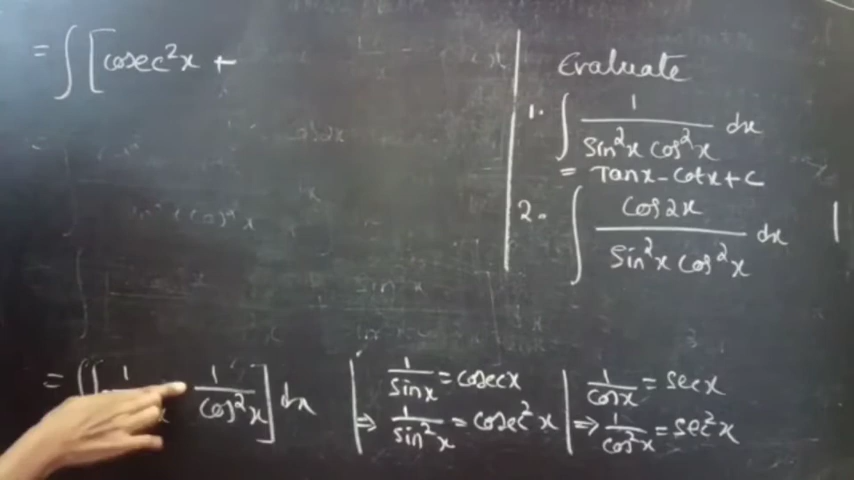 = ∫ [cosec²x +
Evaluate
1. ∫ 1 / (Sin²x Cos²x) dx
= Tanx - Cotx + C
2. ∫ Cos2x / (Sin²x Cos²x) dx
= ∫ [1 / x 1 / cos²x] dx
1 / sinx = cosecx
⇒ 1 / sin²x = cosec²x
1 / cosx = secx
⇒ 1 / cos²x = sec²x